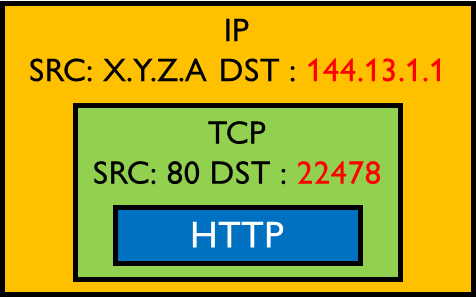 IP
SRC: X.Y.Z.A DST : 144.13.1.1
TCP
SRC: 80 DST : 22478
HTTP